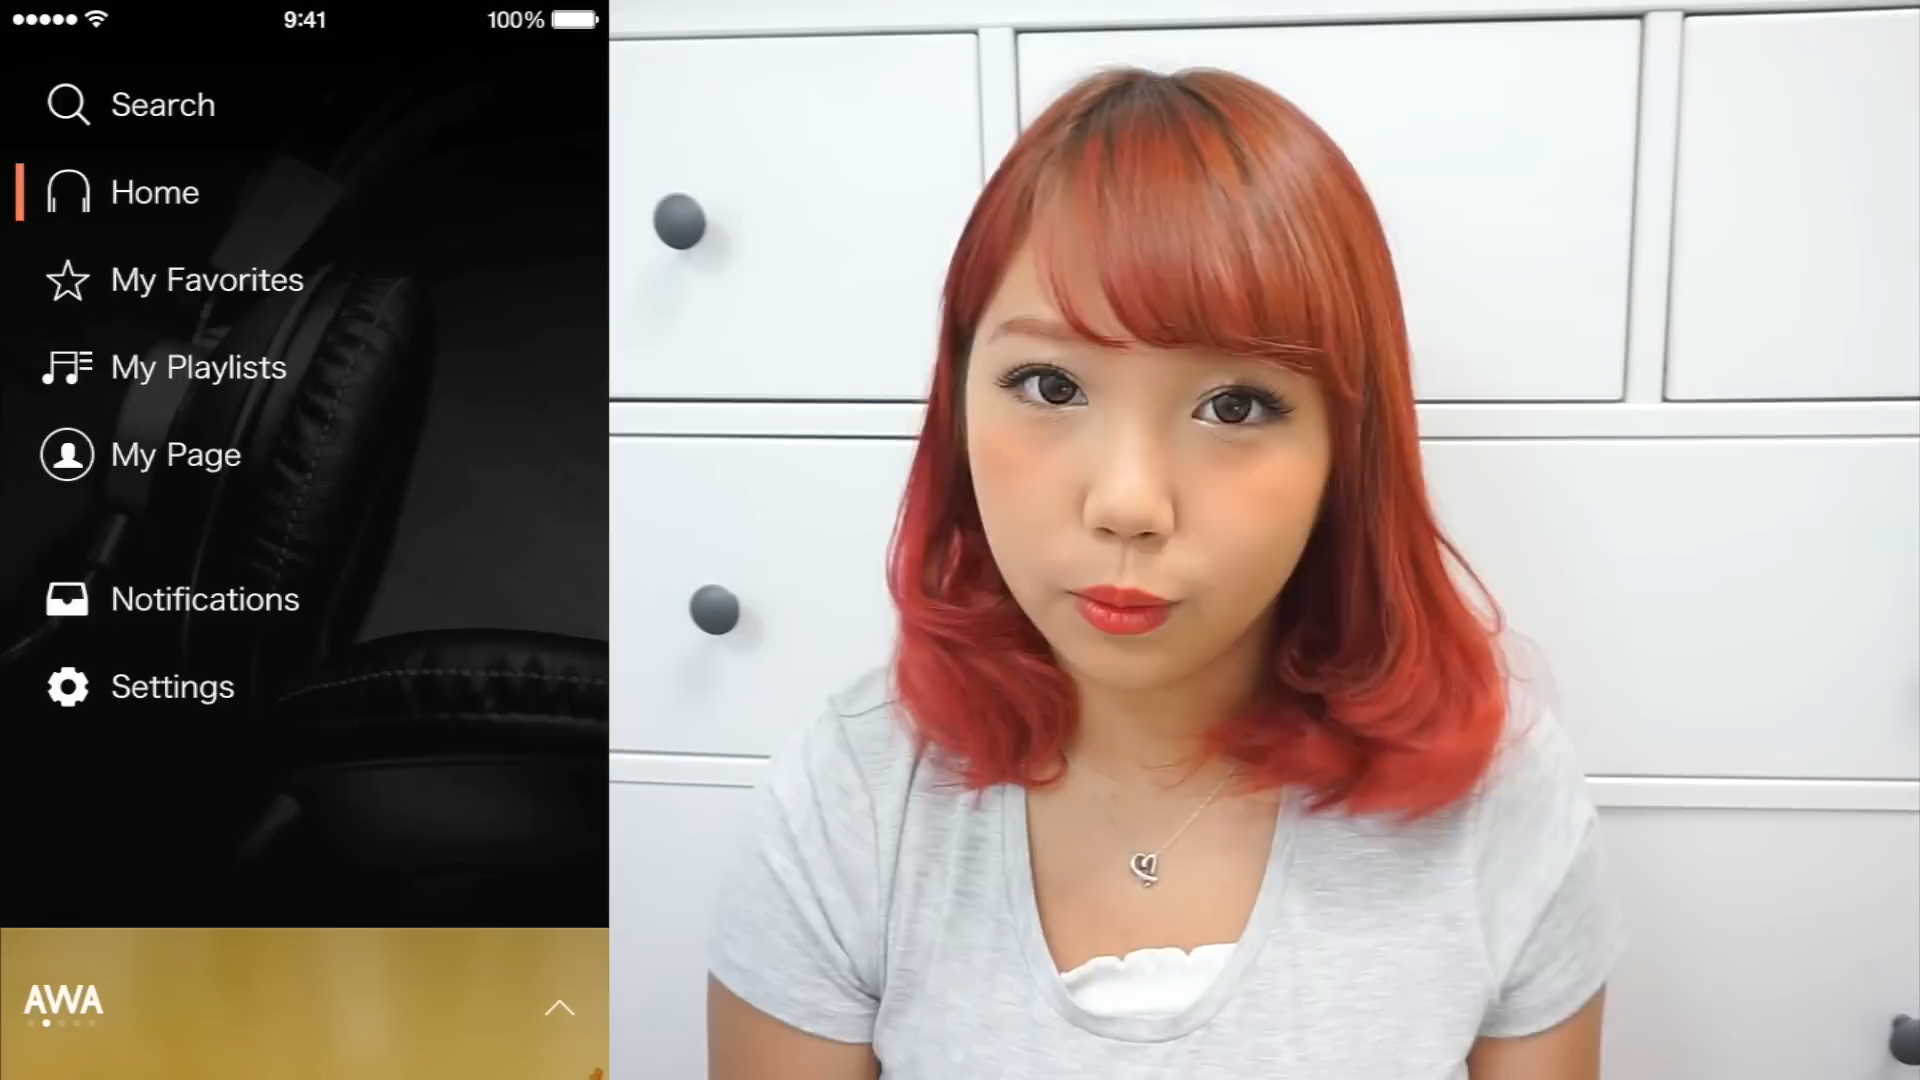 9:41
100%
Search
Home
My Favorites
My Playlists
My Page
Notifications
Settings
AWA